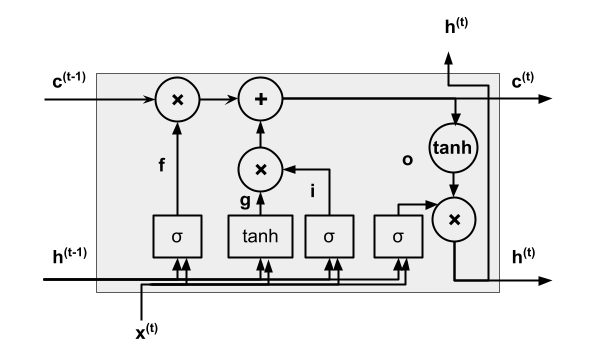 h(t)
c(t-1)
c(t)
×
+
tanh
f
o
×
i
g
×
σ
tanh
σ
σ
h(t-1)
h(t)
x(t)